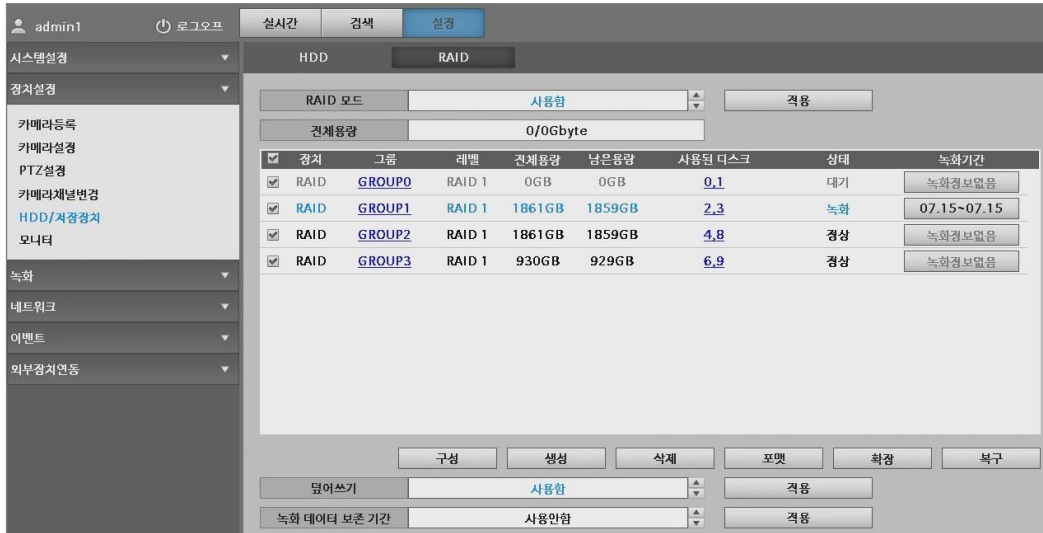 admin1 로그오프 실시간 검색 설정
시스템설정 HDD RAID
장치설정
카메라등록
카메라설정
PTZ설정
카메라채널변경
HDD/저장장치
모니터
녹화
네트워크
이벤트
외부장치연동
RAID 모드 사용함 적용
전체용량 0/0Gbyte
장치 그룹 레벨 전체용량 남은용량 사용된 디스크 상태 녹화기간
RAID GROUP0 RAID 1 0GB 0GB 0,1 대기 녹화정보없음
RAID GROUP1 RAID 1 1861GB 1859GB 2,3 녹화 07.15~07.15
RAID GROUP2 RAID 1 1861GB 1859GB 4,8 정상 녹화정보없음
RAID GROUP3 RAID 1 930GB 929GB 6,9 정상 녹화정보없음
구성 생성 삭제 포맷 확장 복구
덮어쓰기 사용함 적용
녹화 데이터 보존 기간 사용안함 적용